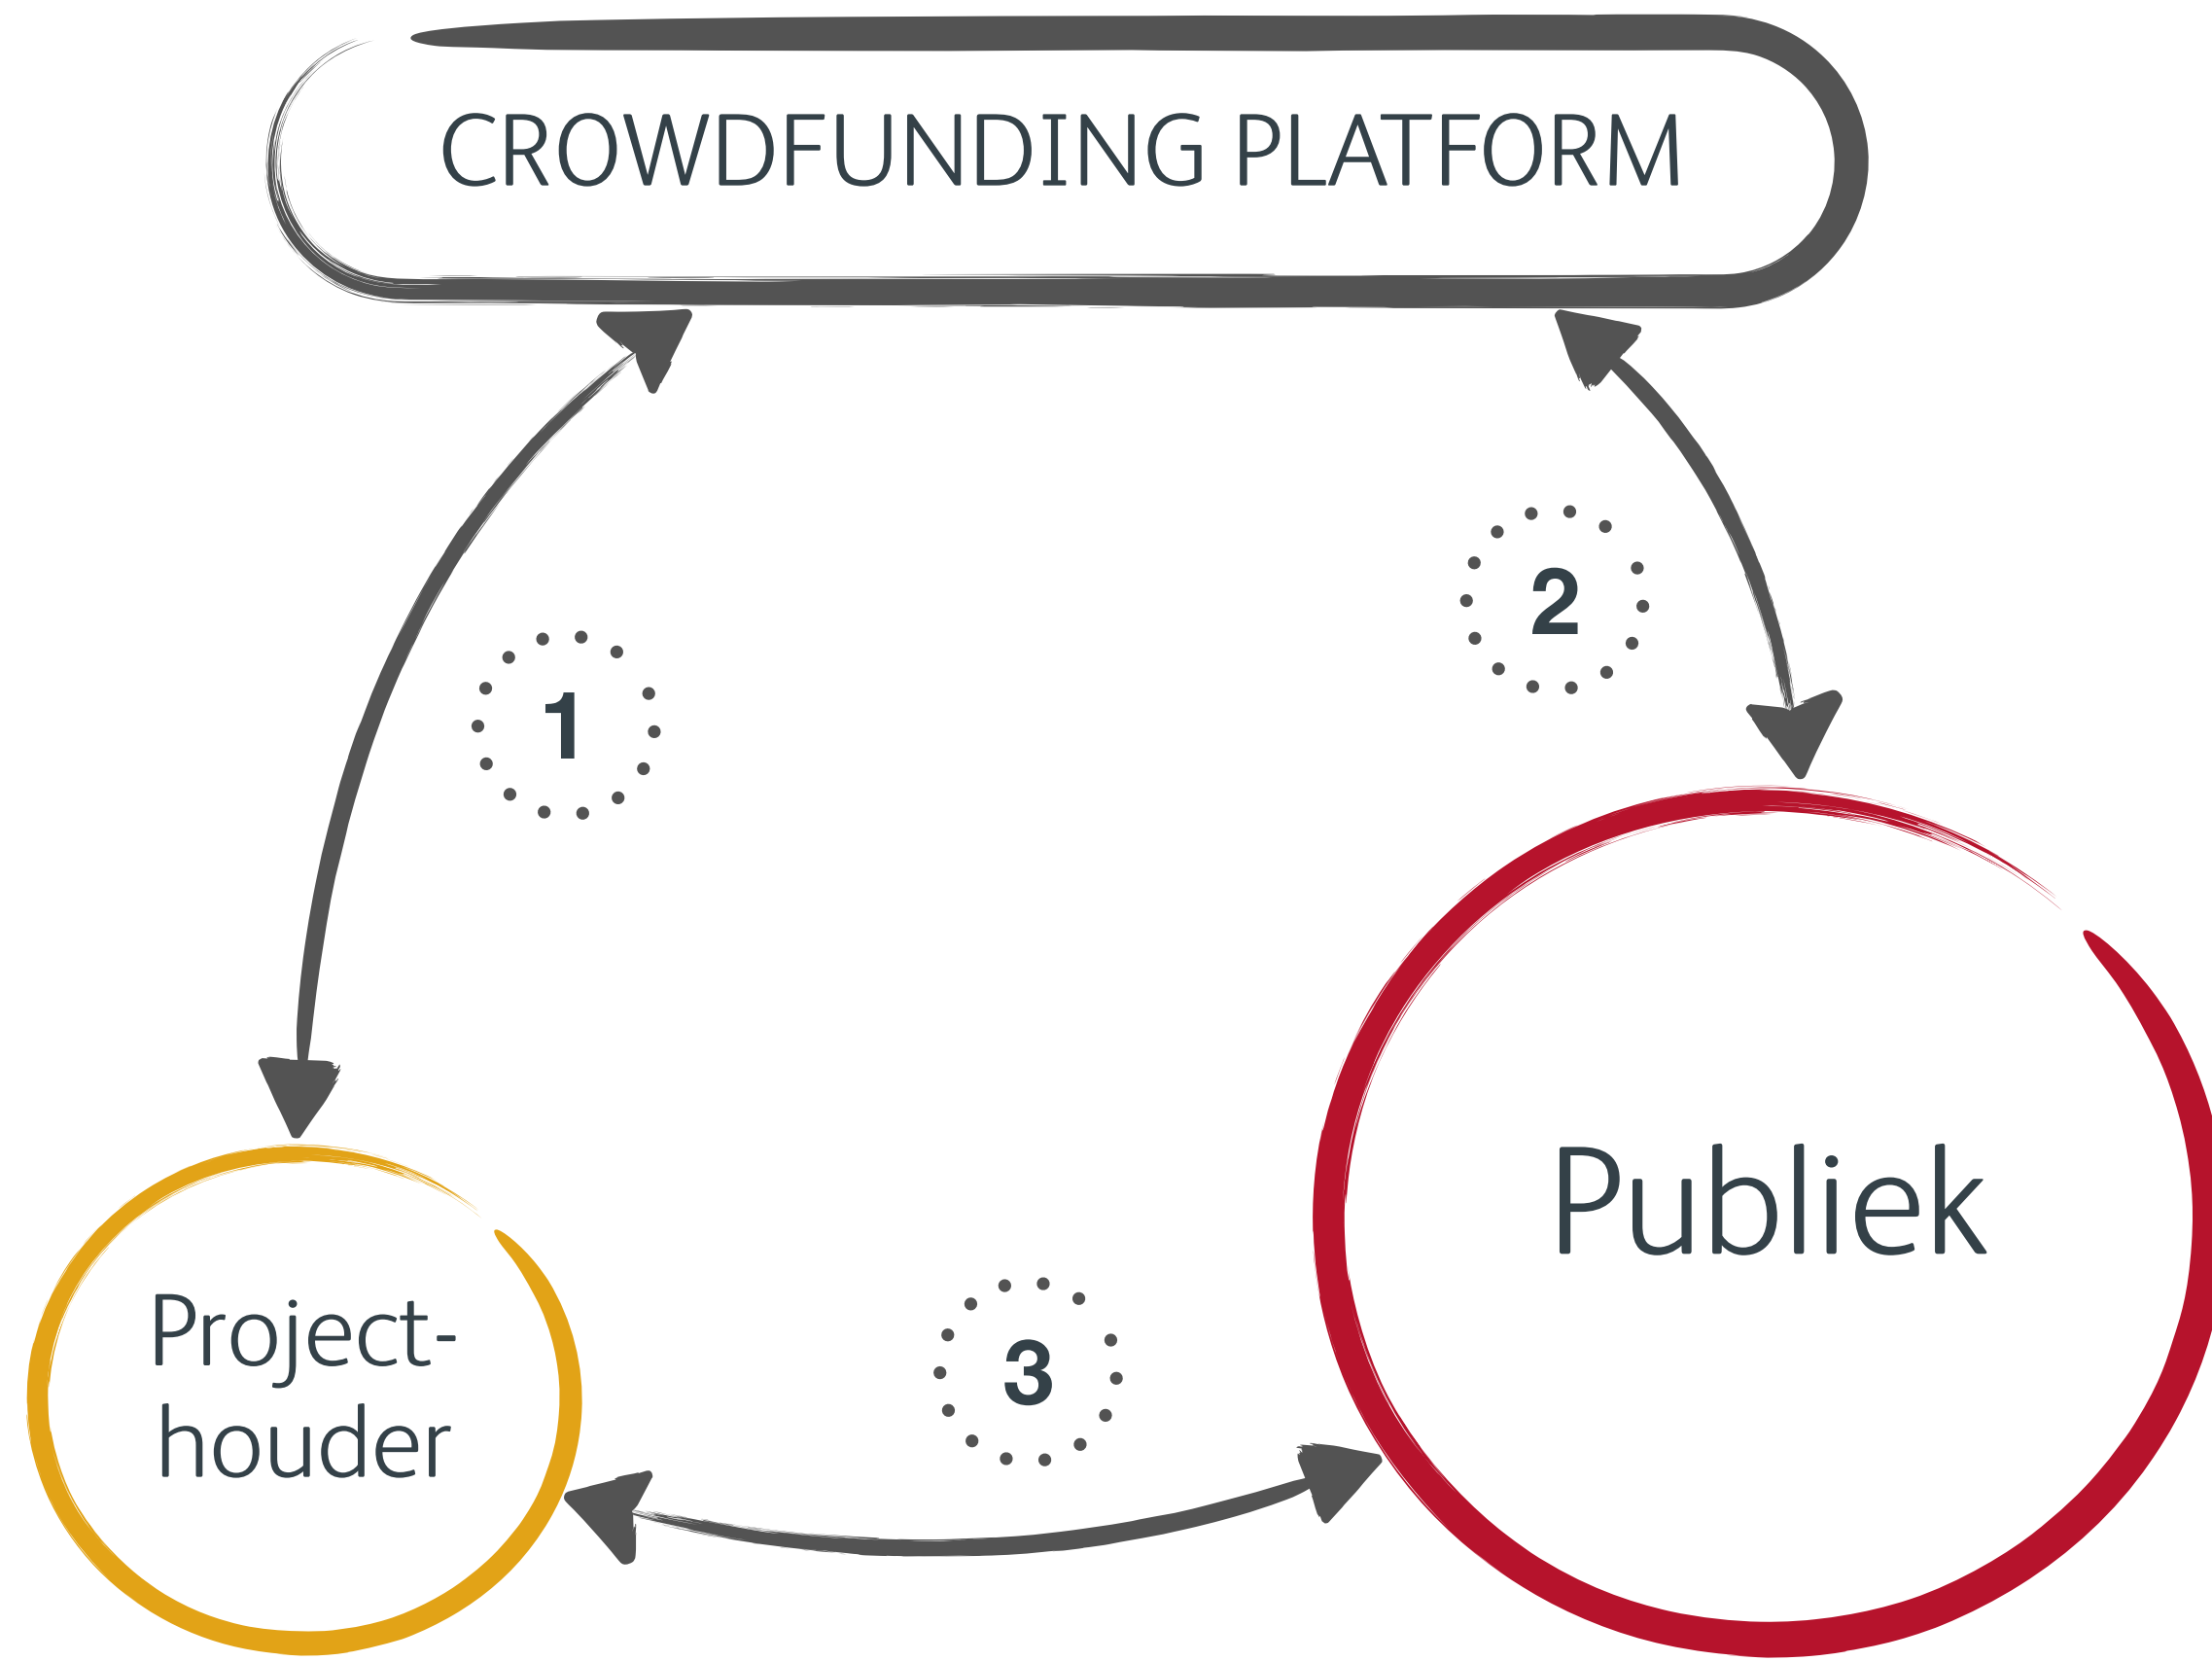 CROWDFUNDING PLATFORM
2
1
Publiek
Project-
houder
3